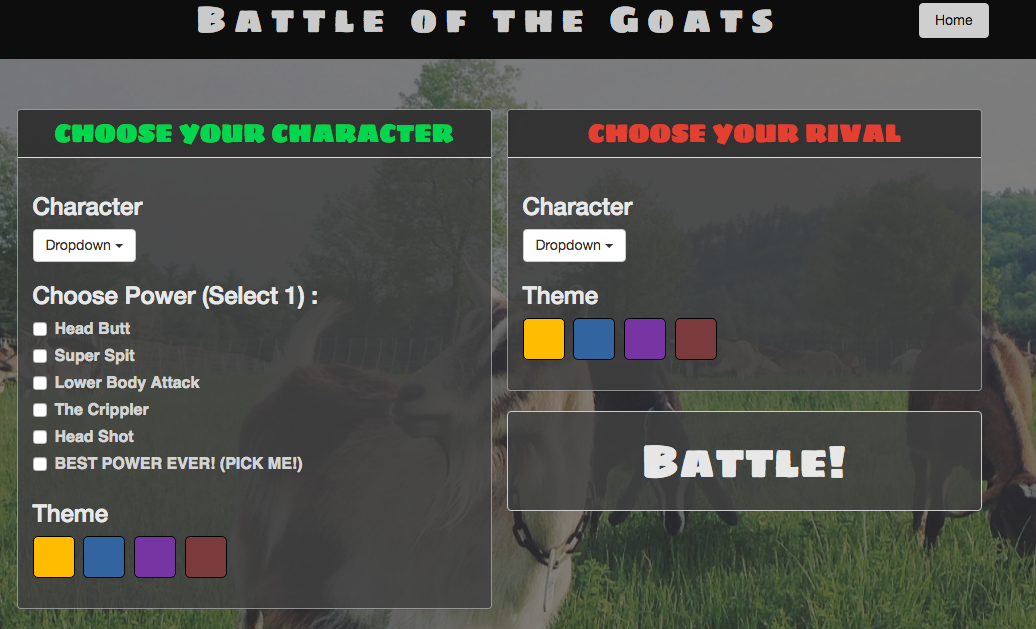 Battle of the Goats
Home
CHOOSE YOUR CHARACTER
Character
Dropdown
Choose Power (Select 1) :
Head Butt
Super Spit
Lower Body Attack
The Crippler
Head Shot
BEST POWER EVER! (PICK ME!)
Theme
CHOOSE YOUR RIVAL
Character
Dropdown
Theme
Battle!